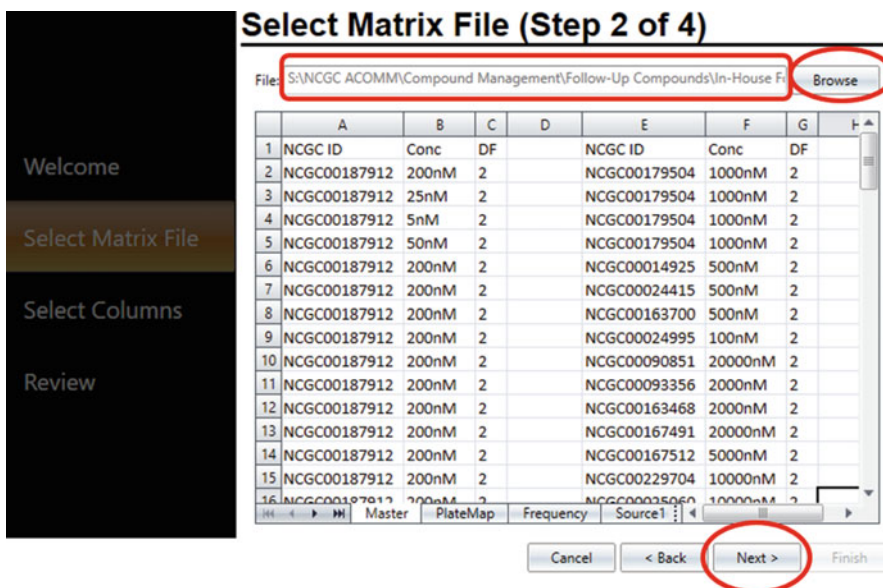 Select Matrix File (Step 2 of 4)
File: S:\NCGC ACOMM\Compound Management\Follow-Up Compounds\In-House Browse
Welcome
Select Matrix File
Select Columns
Review
A B C D E F G
1 NCGC ID Conc DF NCGC ID Conc DF
2 NCGC00187912 200nM 2 NCGC00179504 1000nM 2
3 NCGC00187912 25nM 2 NCGC00179504 1000nM 2
4 NCGC00187912 5nM 2 NCGC00179504 1000nM 2
5 NCGC00187912 50nM 2 NCGC00179504 1000nM 2
6 NCGC00187912 200nM 2 NCGC00014925 500nM 2
7 NCGC00187912 200nM 2 NCGC00024415 500nM 2
8 NCGC00187912 200nM 2 NCGC00163700 500nM 2
9 NCGC00187912 200nM 2 NCGC00024995 100nM 2
10 NCGC00187912 200nM 2 NCGC00090851 20000nM 2
11 NCGC00187912 200nM 2 NCGC00093356 2000nM 2
12 NCGC00187912 200nM 2 NCGC00163468 2000nM 2
13 NCGC00187912 200nM 2 NCGC00167491 20000nM 2
14 NCGC00187912 200nM 2 NCGC00167512 5000nM 2
15 NCGC00187912 200nM 2 NCGC00229704 10000nM 2
16 NCGC00187912 200nM 2 NCGC00025060 10000nM 2
Master PlateMap Frequency Source1
Cancel < Back Next > Finish